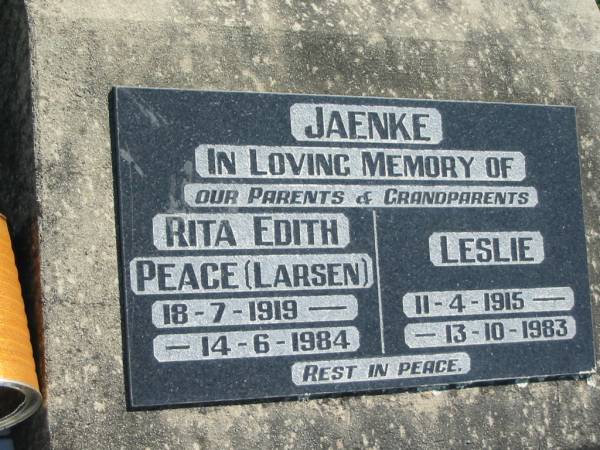 JAENKE
IN LOVING MEMORY OF
OUR PARENTS & GRANDPARENTS
RITA EDITH
PEACE (LARSEN)
18-7-1919 —
— 14-6-1984
LESLIE
11-4-1915 —
— 13-10-1983
REST IN PEACE.